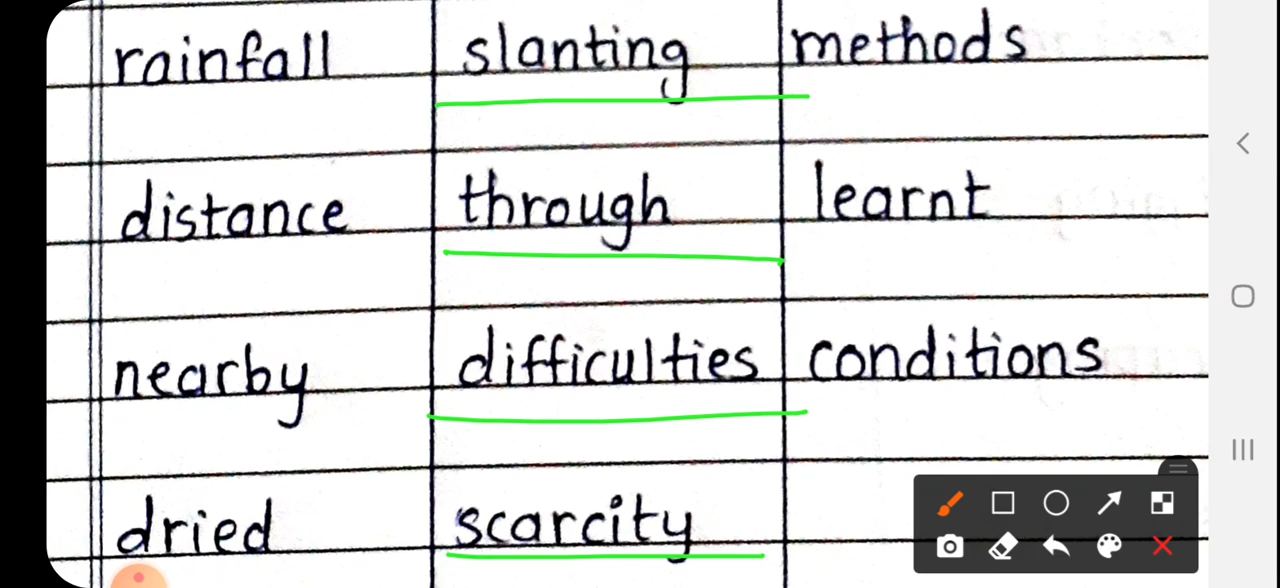 rainfall slanting methods
distance through learnt
nearby difficulties conditions
dried scarcity